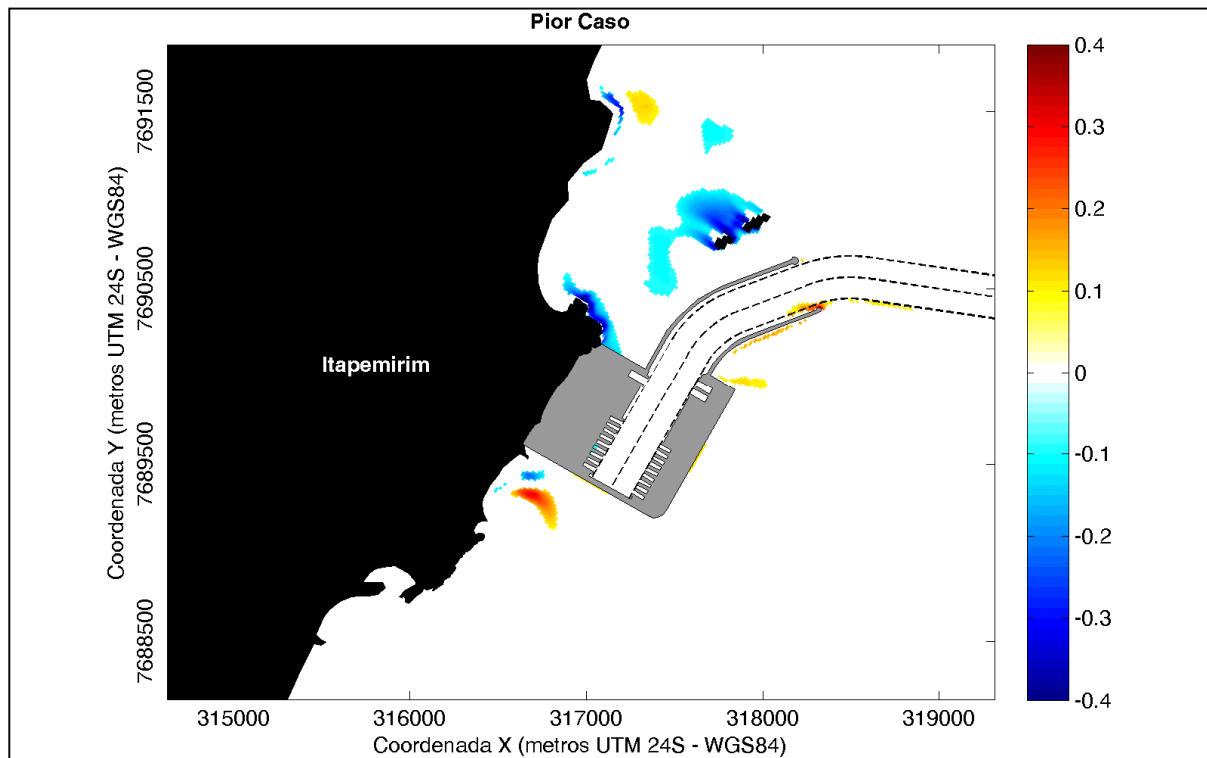 Pior Caso
Coordenada Y (metros UTM 24S - WGS84)
7691500
7690500
7689500
7688500
Itapemirim
0.4
0.3
0.2
0.1
0
-0.1
-0.2
-0.3
-0.4
315000 316000 317000 318000 319000
Coordenada X (metros UTM 24S - WGS84)